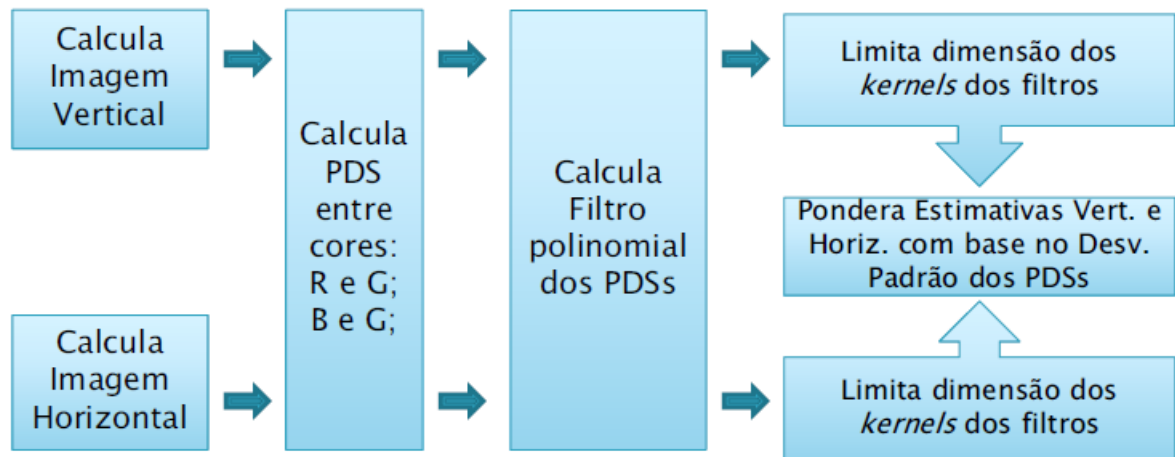 Calcula
Imagem
Vertical
Calcula
Imagem
Horizontal
Calcula
PDS
entre
cores:
R e G;
B e G;
Calcula
Filtro
polinomial
dos PDSs
Limita dimensão dos
kernels dos filtros
Pondera Estimativas Vert. e
Horiz. com base no Desv.
Padrão dos PDSs
Limita dimensão dos
kernels dos filtros